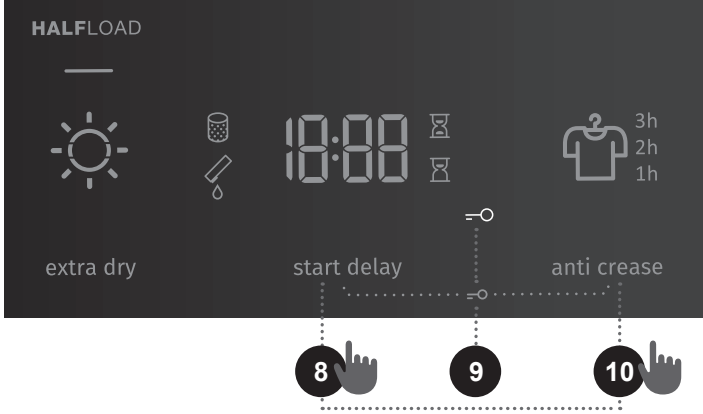 HALFLOAD
18:88
3h
2h
1h
extra dry
start delay
anti crease
8
9
10